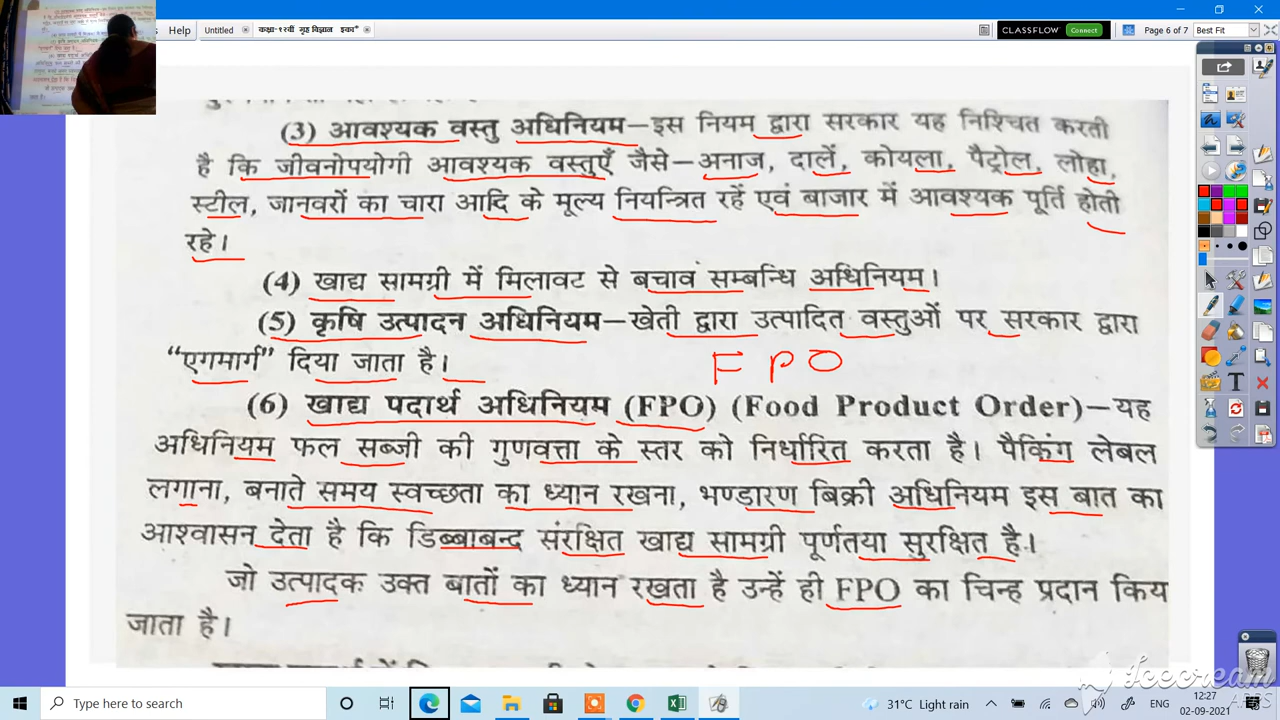 Help
Untitled
कक्षा-१२वीं गृह विज्ञान इका°
CLASSFLOW Connect
Page 6 of 7
Best Fit
(3) आवश्यक वस्तु अधिनियम—इस नियम द्वारा सरकार यह निश्चित करती
है कि जीवनोपयोगी आवश्यक वस्तुएँ जैसे—अनाज, दालें, कोयला, पैट्रोल, लोहा,
स्टील, जानवरों का चारा आदि के मूल्य नियन्त्रित रहें एवं बाजार में आवश्यक पूर्ति होती
रहे।
(4) खाद्य सामग्री में मिलावट से बचाव सम्बन्धि अधिनियम।
(5) कृषि उत्पादन अधिनियम—खेती द्वारा उत्पादित वस्तुओं पर सरकार द्वारा
“एगमार्ग” दिया जाता है।
F P O
(6) खाद्य पदार्थ अधिनियम (FPO) (Food Product Order)—यह
अधिनियम फल सब्जी की गुणवत्ता के स्तर को निर्धारित करता है। पैकिंग लेबल
लगाना, बनाते समय स्वच्छता का ध्यान रखना, भण्डारण बिक्री अधिनियम इस बात का
आश्वासन देता है कि डिब्बाबन्द संरक्षित खाद्य सामग्री पूर्णतया सुरक्षित है।
जो उत्पादक उक्त बातों का ध्यान रखता है उन्हें ही FPO का चिन्ह प्रदान किय
जाता है।
Icecream
Type here to search
31°C Light rain
ENG
12:27
02-09-2021